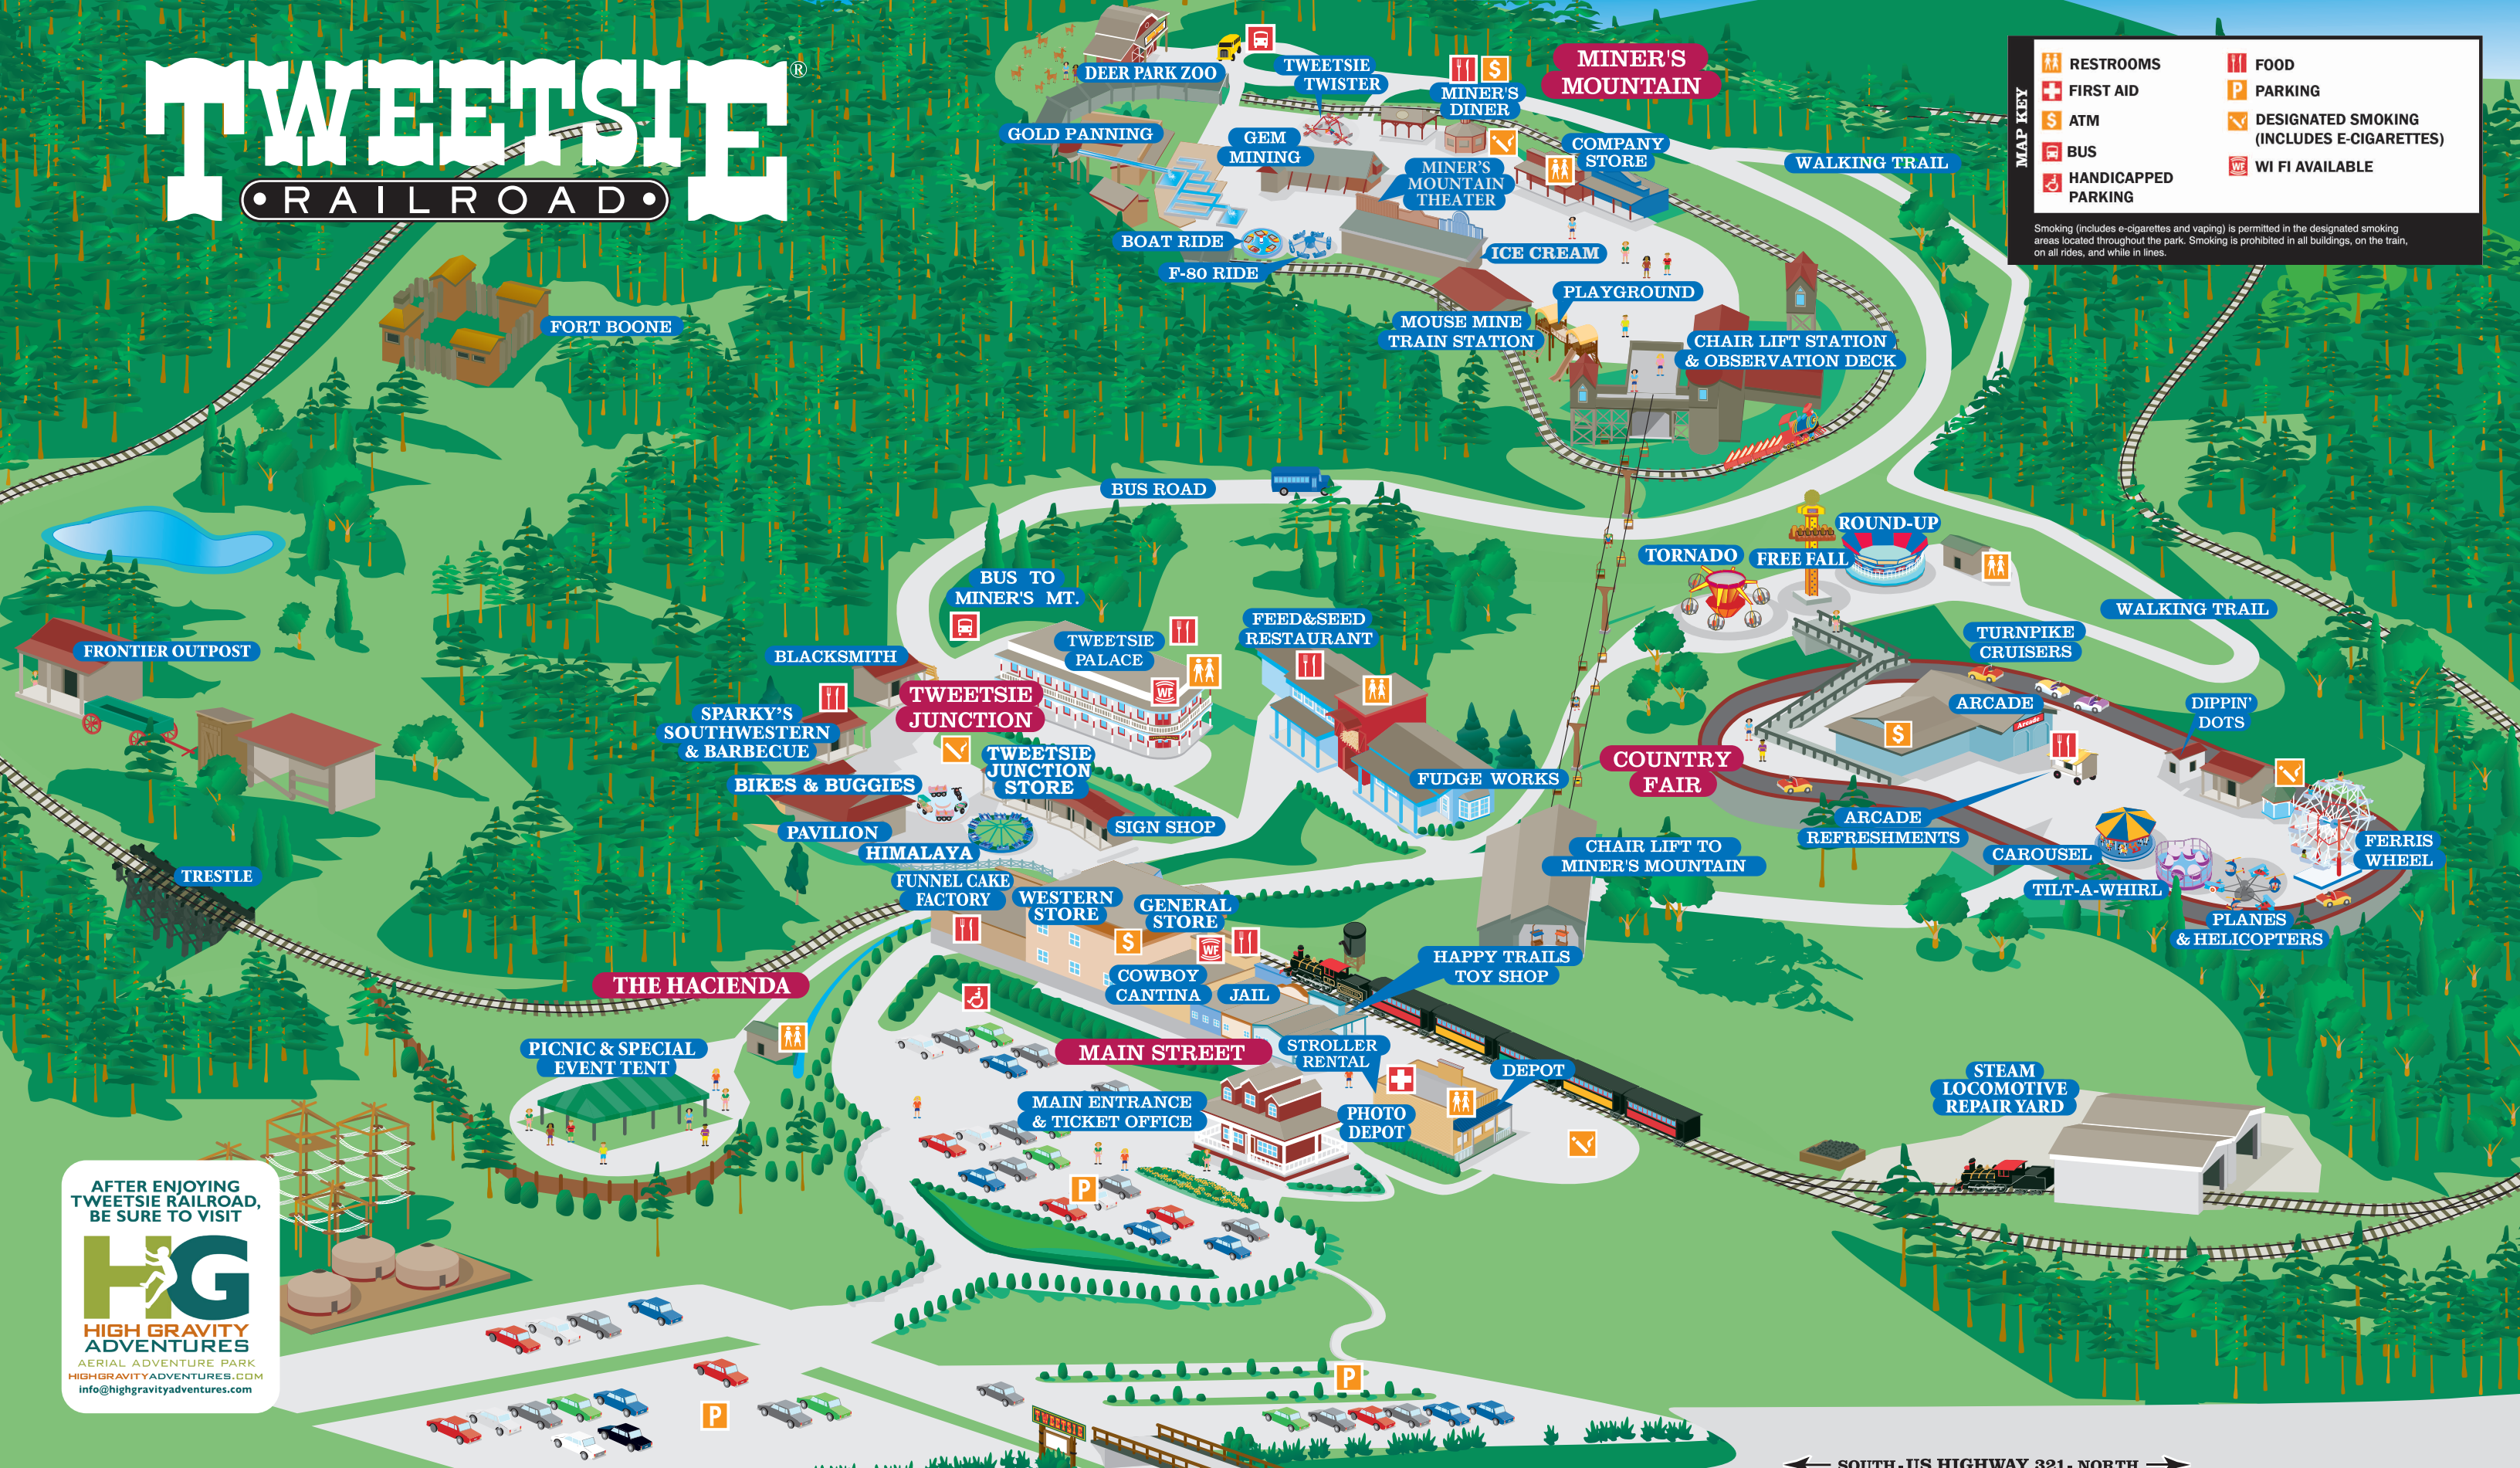 TWEETSIE®
• RAILROAD •
DEER PARK ZOO
TWEETSIE
TWISTER
$
MINER'S
DINER
MINER'S
MOUNTAIN
GOLD PANNING
GEM
MINING
COMPANY
STORE
MINER'S
MOUNTAIN
THEATER
WALKING TRAIL
BOAT RIDE
F-80 RIDE
ICE CREAM
PLAYGROUND
MOUSE MINE
TRAIN STATION
CHAIR LIFT STATION
& OBSERVATION DECK
MAP KEY
RESTROOMS
FIRST AID
$ ATM
BUS
HANDICAPPED
PARKING
FOOD
P PARKING
DESIGNATED SMOKING
(INCLUDES E-CIGARETTES)
WF WI FI AVAILABLE
Smoking (includes e-cigarettes and vaping) is permitted in the designated smoking
areas located throughout the park. Smoking is prohibited in all buildings, on the train,
on all rides, and while in lines.
FORT BOONE
BUS ROAD
ROUND-UP
TORNADO
FREE FALL
BUS TO
MINER'S MT.
WALKING TRAIL
FRONTIER OUTPOST
BLACKSMITH
TWEETSIE
PALACE
WF
FEED&SEED
RESTAURANT
TURNPIKE
CRUISERS
TWEETSIE
JUNCTION
SPARKY'S
SOUTHWESTERN
& BARBECUE
TWEETSIE
JUNCTION
STORE
BIKES & BUGGIES
PAVILION
HIMALAYA
SIGN SHOP
FUDGE WORKS
COUNTRY
FAIR
ARCADE
Arcade
$
DIPPIN'
DOTS
ARCADE
REFRESHMENTS
CAROUSEL
FERRIS
WHEEL
TILT-A-WHIRL
PLANES
& HELICOPTERS
CHAIR LIFT TO
MINER'S MOUNTAIN
TRESTLE
FUNNEL CAKE
FACTORY
WESTERN
STORE
GENERAL
STORE
$
WF
COWBOY
CANTINA
JAIL
HAPPY TRAILS
TOY SHOP
THE HACIENDA
PICNIC & SPECIAL
EVENT TENT
MAIN STREET
STROLLER
RENTAL
DEPOT
MAIN ENTRANCE
& TICKET OFFICE
PHOTO
DEPOT
STEAM
LOCOMOTIVE
REPAIR YARD
P
AFTER ENJOYING
TWEETSIE RAILROAD,
BE SURE TO VISIT
HG
HIGH GRAVITY
ADVENTURES
AERIAL ADVENTURE PARK
HIGHGRAVITYADVENTURES.COM
info@highgravityadventures.com
P
P
TWEETSIE
SOUTH - US HIGHWAY 321 - NORTH